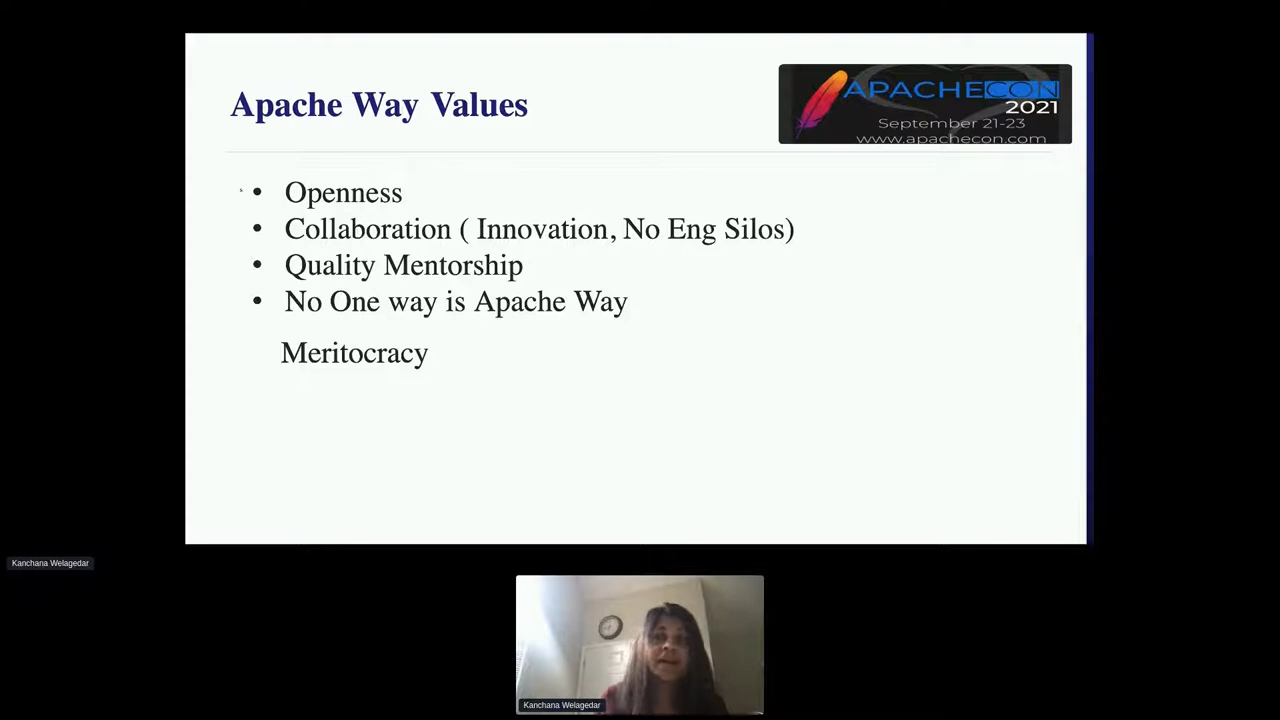 Apache Way Values
APACHECON
2021
September 21-23
www.apachecon.com
• Openness
• Collaboration ( Innovation, No Eng Silos)
• Quality Mentorship
• No One way is Apache Way
Meritocracy
Kanchana Welagedar
Kanchana Welagedar